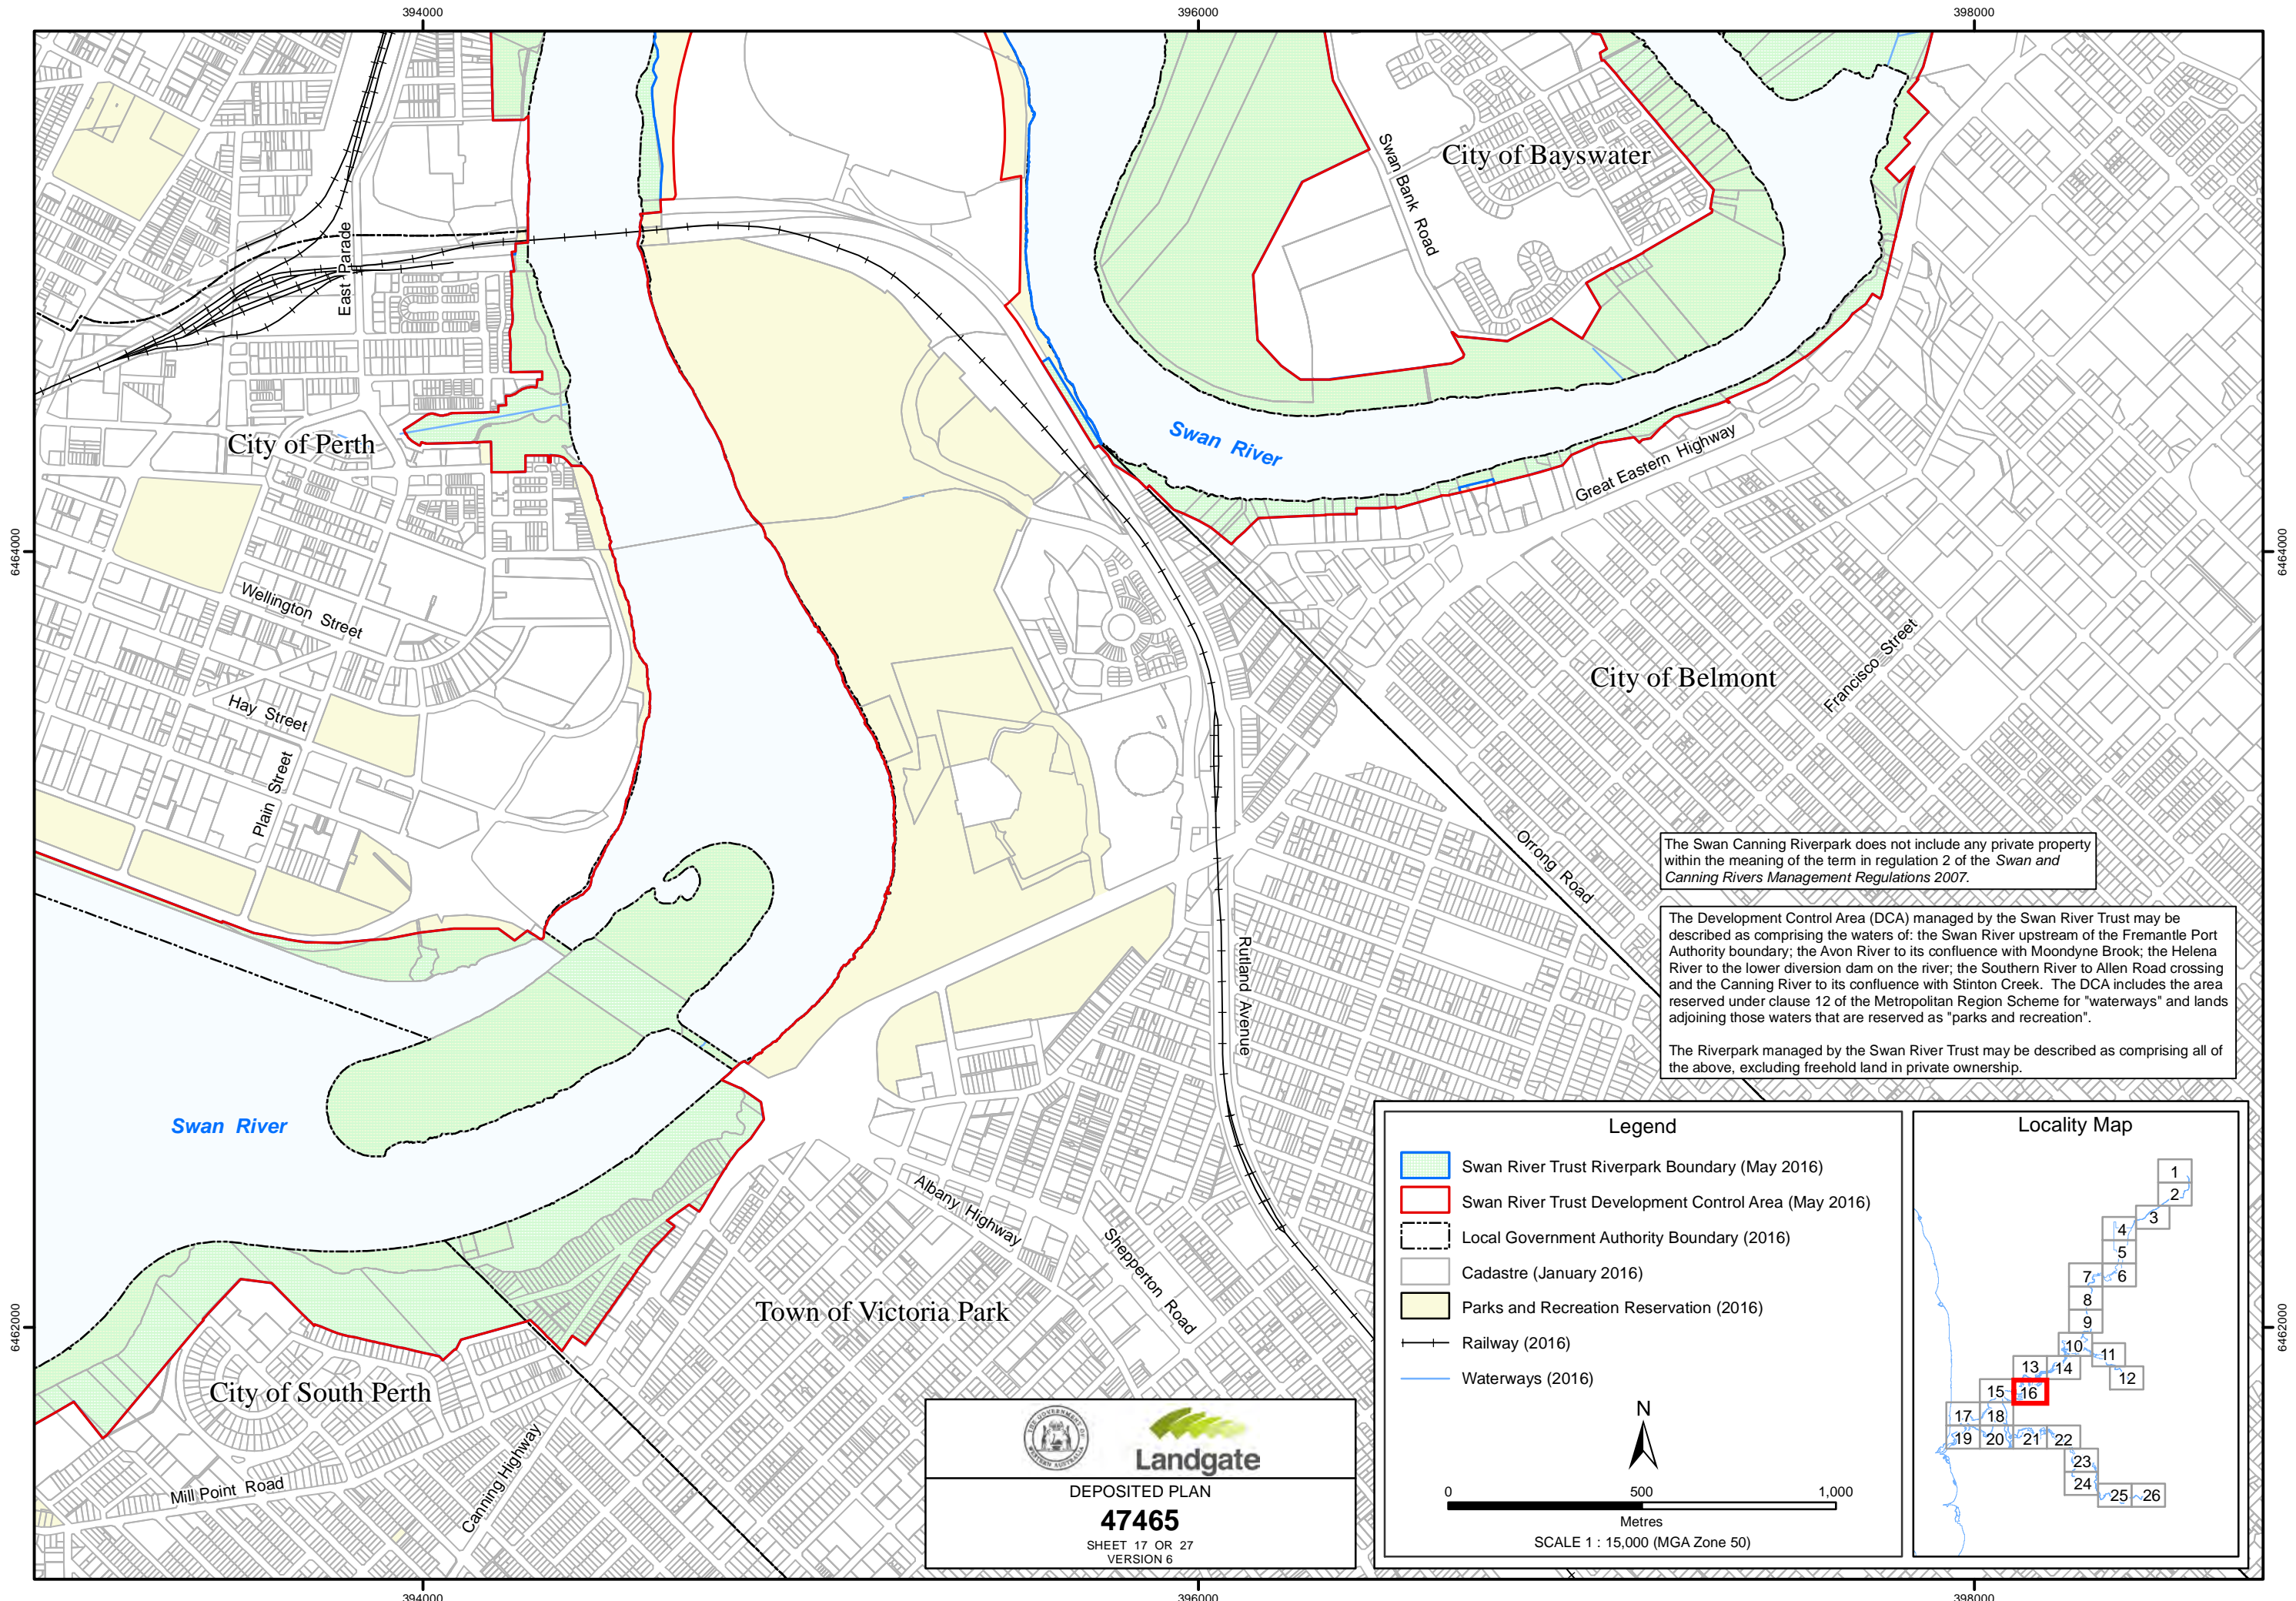 394000
396000
398000
City of Bayswater
Swan Bank Road
East Parade
City of Perth
Swan River
Great Eastern Highway
6464000
6464000
Wellington Street
City of Belmont
Francisco Street
Hay Street
Plain Street
Orrong Road
The Swan Canning Riverpark does not include any private property
within the meaning of the term in regulation 2 of the Swan and
Canning Rivers Management Regulations 2007.
The Development Control Area (DCA) managed by the Swan River Trust may be
described as comprising the waters of: the Swan River upstream of the Fremantle Port
Authority boundary; the Avon River to its confluence with Moondyne Brook; the Helena
River to the lower diversion dam on the river; the Southern River to Allen Road crossing
and the Canning River to its confluence with Stinton Creek. The DCA includes the area
reserved under clause 12 of the Metropolitan Region Scheme for "waterways" and lands
adjoining those waters that are reserved as "parks and recreation".
The Riverpark managed by the Swan River Trust may be described as comprising all of
the above, excluding freehold land in private ownership.
Rutland Avenue
Swan River
Albany Highway
Shepperton Road
Town of Victoria Park
6462000
6462000
City of South Perth
Mill Point Road
Canning Highway
Legend
Swan River Trust Riverpark Boundary (May 2016)
Swan River Trust Development Control Area (May 2016)
Local Government Authority Boundary (2016)
Cadastre (January 2016)
Parks and Recreation Reservation (2016)
Railway (2016)
Waterways (2016)
N
0 500 1,000
Metres
SCALE 1 : 15,000 (MGA Zone 50)
Locality Map
1
2
3
4
5
7 6
8
9
10 11
13 14
12
15 16
17 18
19 20 21 22
23
24
25 26
THE GOVERNMENT OF
WESTERN AUSTRALIA
Landgate
DEPOSITED PLAN
47465
SHEET 17 OR 27
VERSION 6
394000
396000
398000